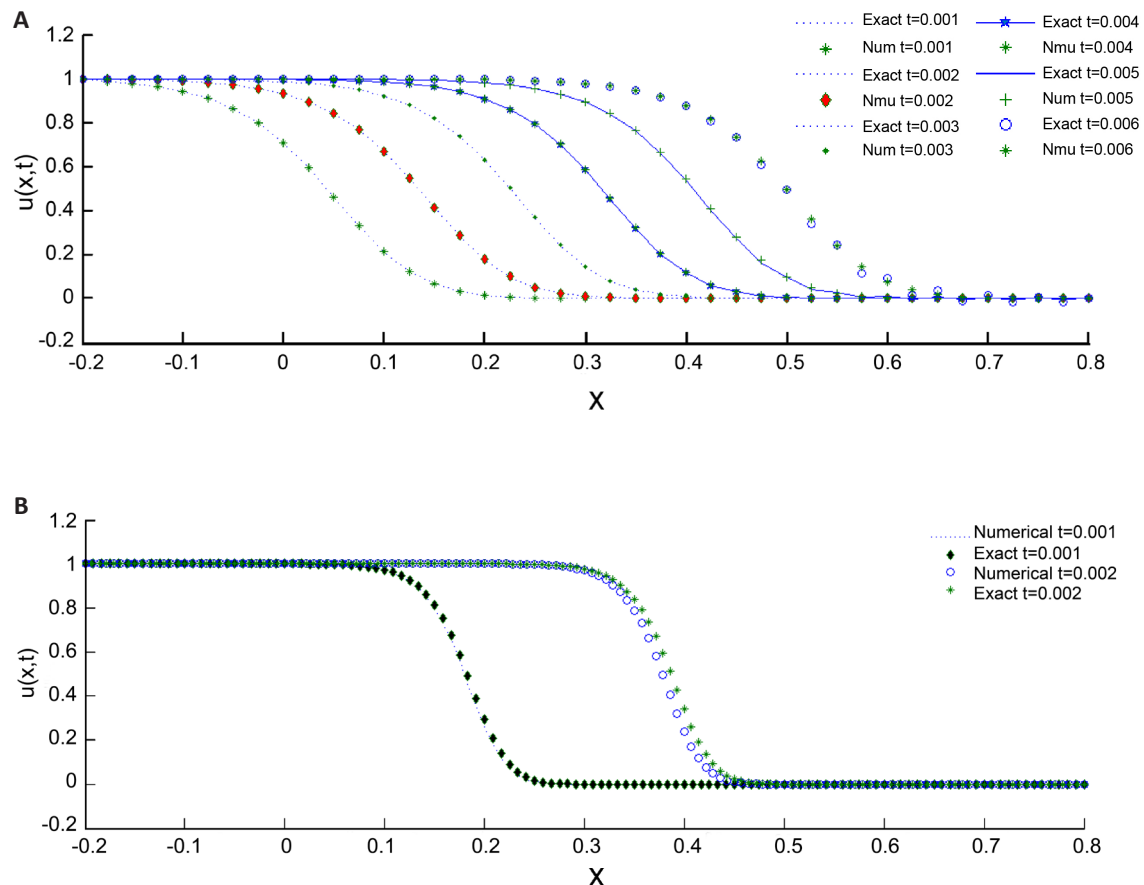 A
Exact t=0.001
Num t=0.001
Exact t=0.002
Nmu t=0.002
Exact t=0.003
Num t=0.003
Exact t=0.004
Nmu t=0.004
Exact t=0.005
Num t=0.005
Exact t=0.006
Nmu t=0.006
1.2
1
0.8
0.6
0.4
0.2
0
-0.2
u(x,t)
-0.2 -0.1 0 0.1 0.2 0.3 0.4 0.5 0.6 0.7 0.8
X
B
Numerical t=0.001
Exact t=0.001
Numerical t=0.002
Exact t=0.002
1.2
1
0.8
0.6
0.4
0.2
0
-0.2
u(x,t)
-0.2 -0.1 0 0.1 0.2 0.3 0.4 0.5 0.6 0.7 0.8
X